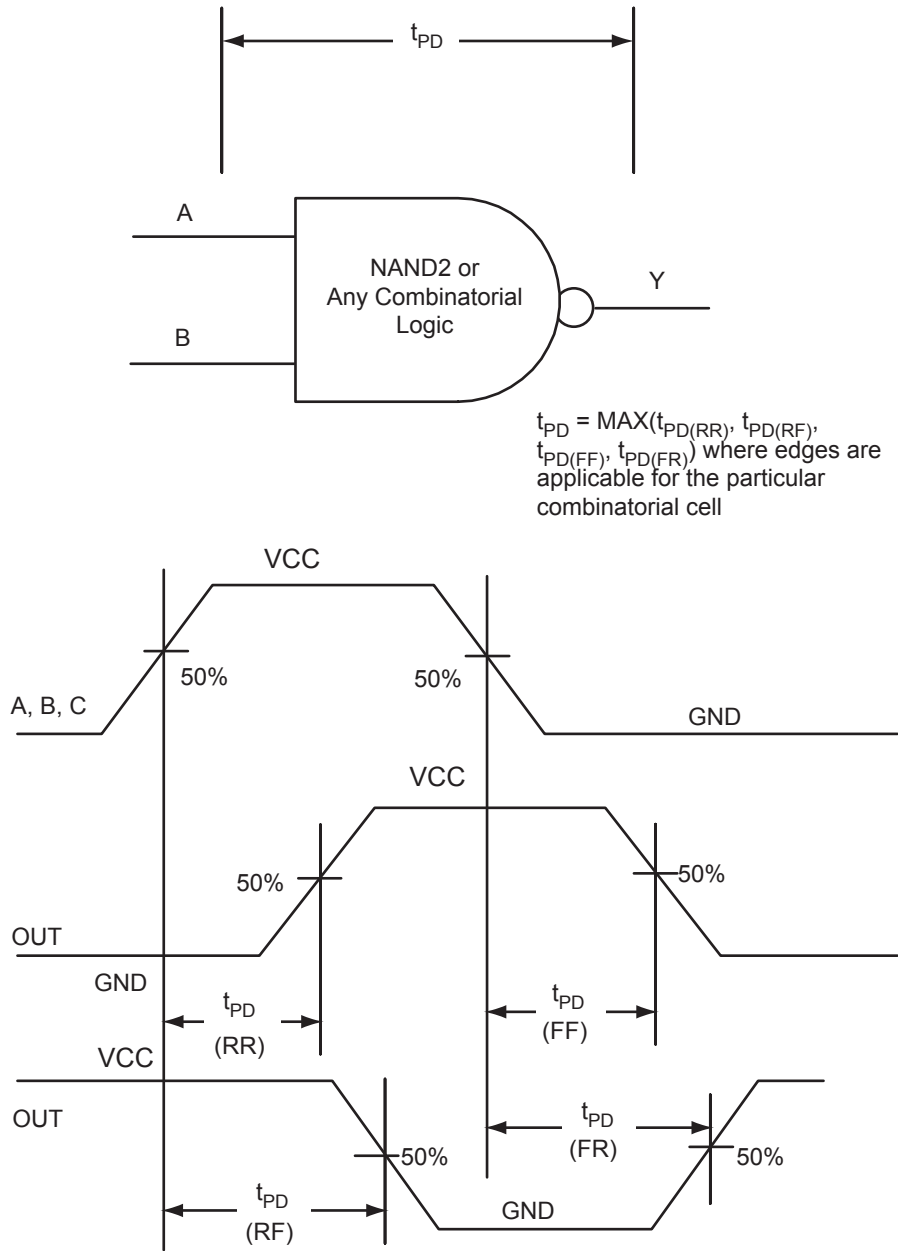 tPD
A
NAND2 or
Any Combinatorial
Logic
Y
B
tPD = MAX(tPD(RR), tPD(RF),
tPD(FF), tPD(FR)) where edges are
applicable for the particular
combinatorial cell
VCC
50%
50%
A, B, C
GND
VCC
50%
50%
OUT
GND
tPD
(RR)
tPD
(FF)
VCC
OUT
tPD
(FR)
50%
50%
tPD
(RF)
GND